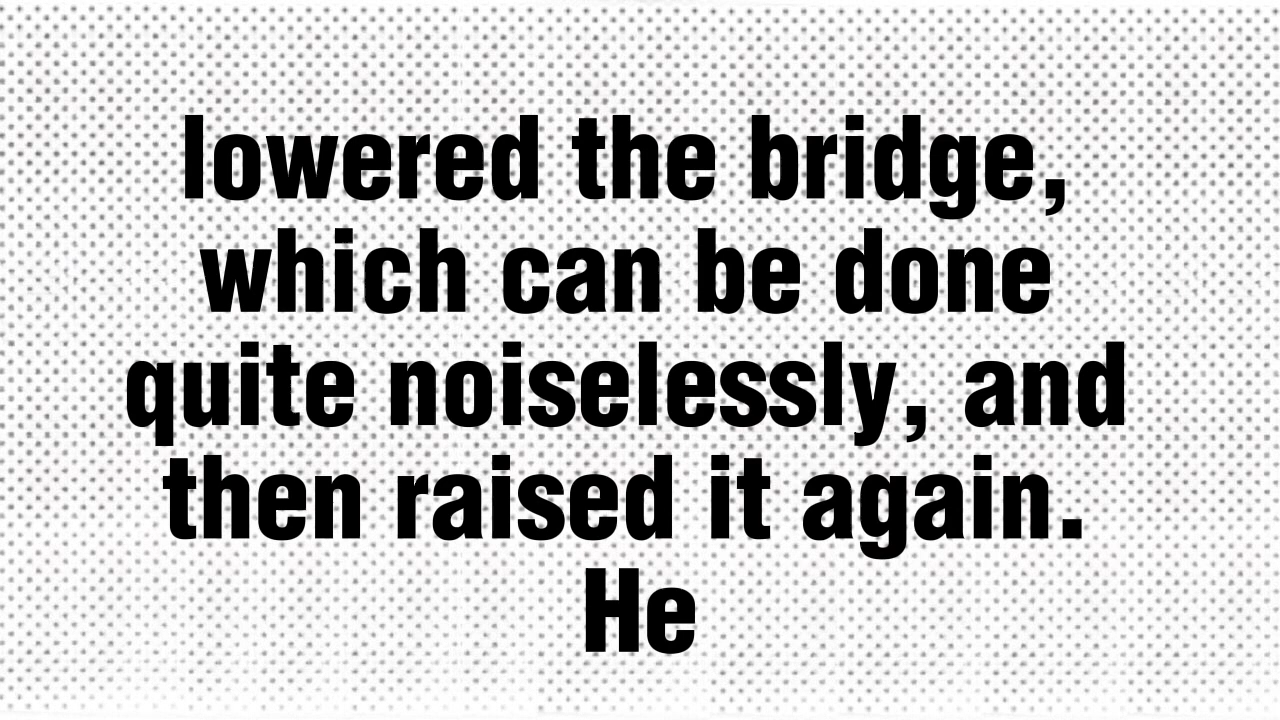 lowered the bridge,
which can be done
quite noiselessly, and
then raised it again.
He